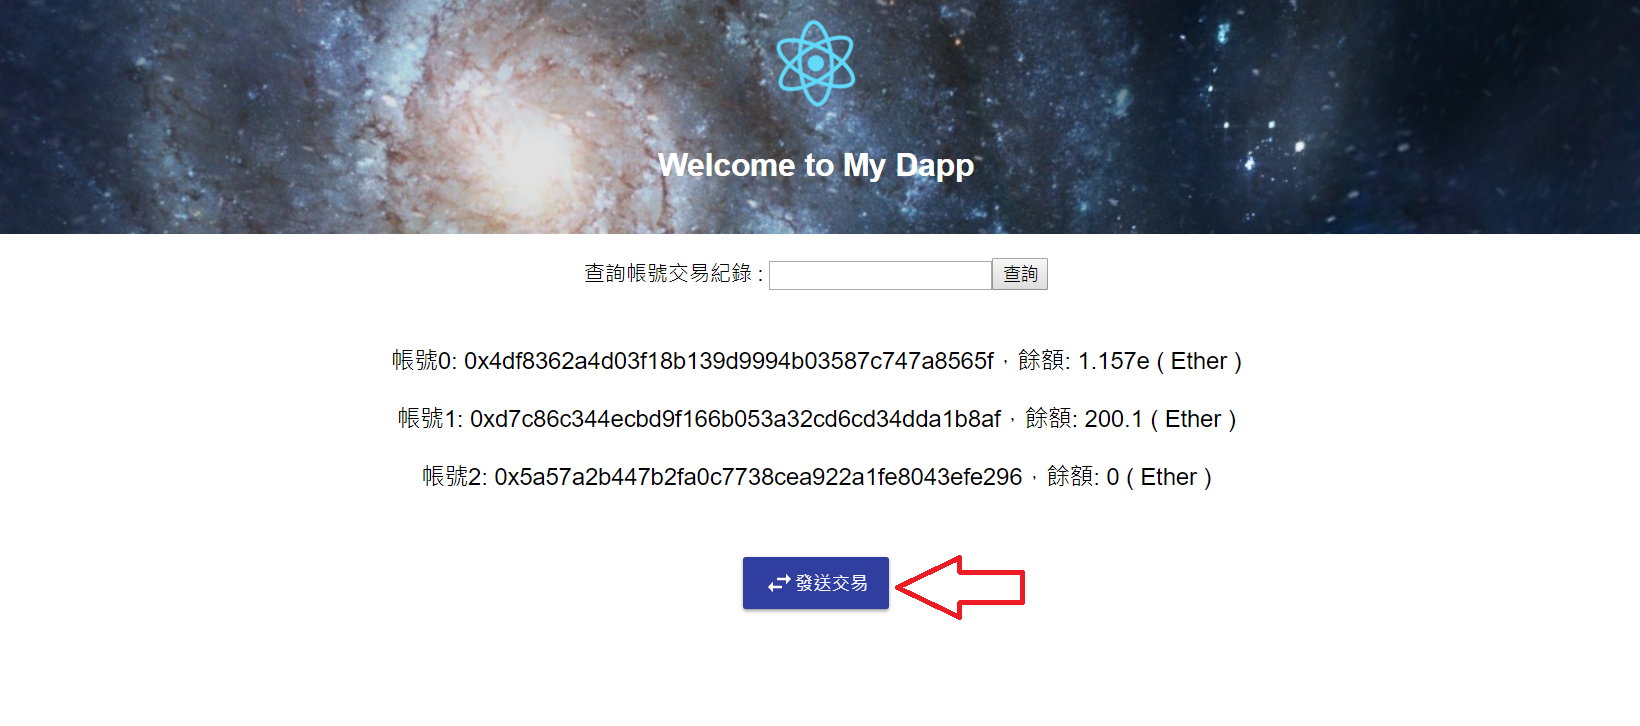 Welcome to My Dapp
查詢帳號交易紀錄 : 查詢
帳號0: 0x4df8362a4d03f18b139d9994b03587c747a8565f，餘額: 1.157e ( Ether )
帳號1: 0xd7c86c344ecbd9f166b053a32cd6cd34dda1b8af，餘額: 200.1 ( Ether )
帳號2: 0x5a57a2b447b2fa0c7738cea922a1fe8043efe296，餘額: 0 ( Ether )
發送交易